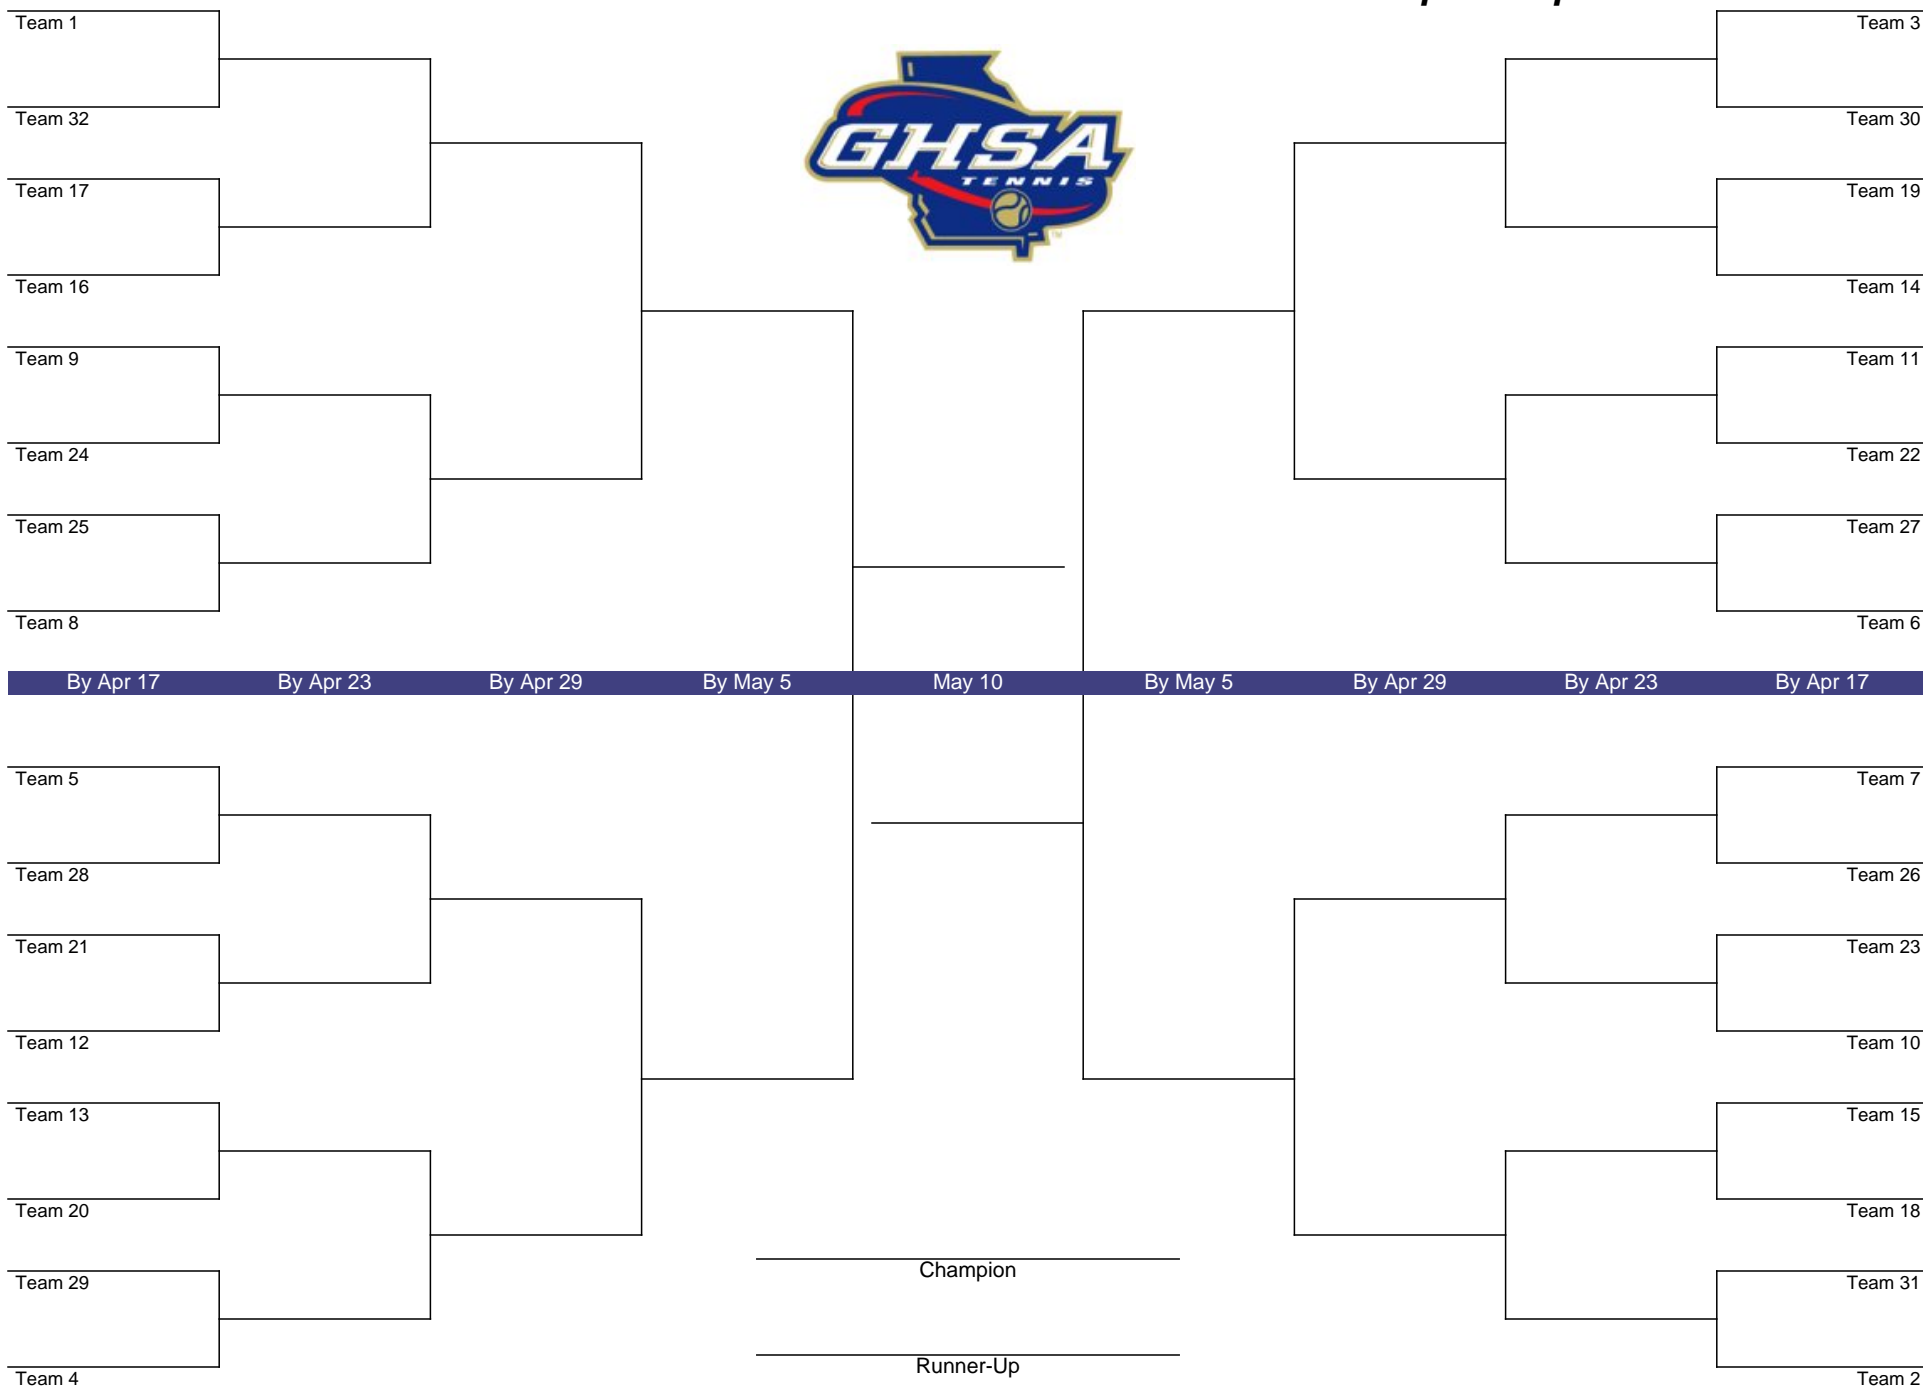 Team 1
Team 3
Team 32
Team 30
GHSA
TENNIS
TM
Team 17
Team 19
Team 16
Team 14
Team 9
Team 11
Team 24
Team 22
Team 25
Team 27
Team 8
Team 6
By Apr 17 By Apr 23 By Apr 29 By May 5 May 10 By May 5 By Apr 29 By Apr 23 By Apr 17
Team 5
Team 7
Team 28
Team 26
Team 21
Team 23
Team 12
Team 10
Team 13
Team 15
Team 20
Team 18
Champion
Team 29
Team 31
Runner-Up
Team 4
Team 2